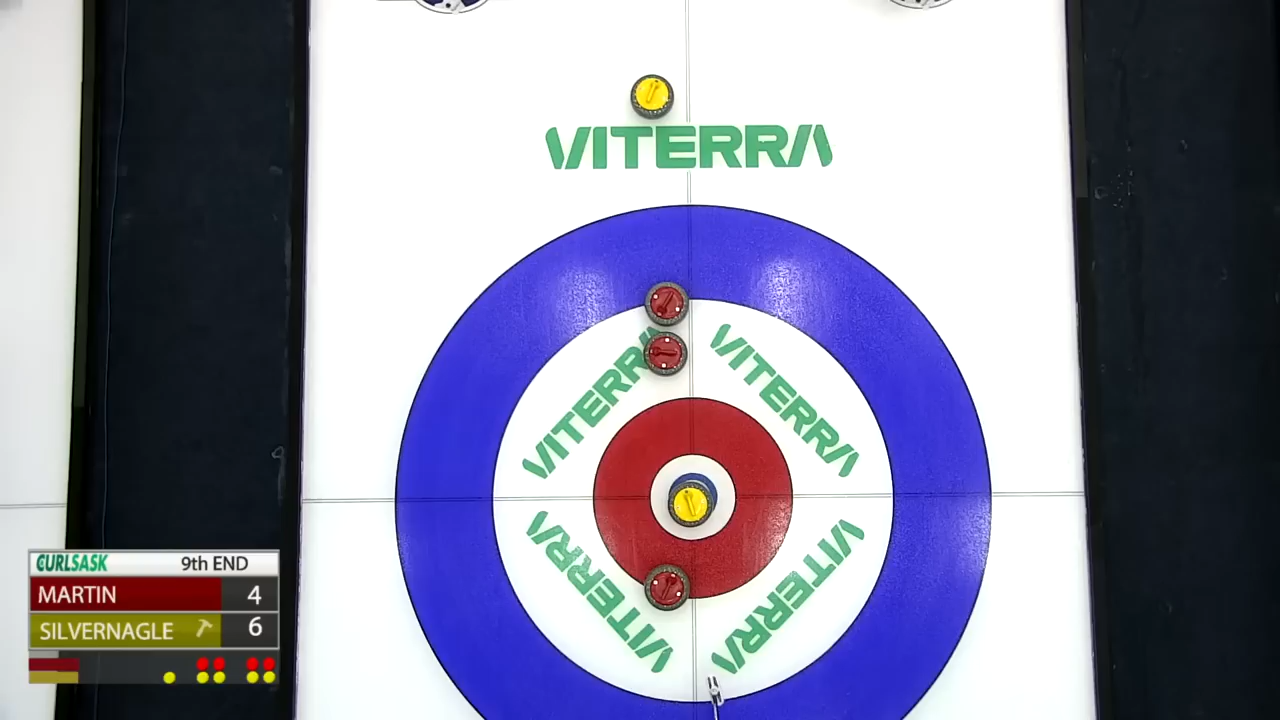 VITERRA
VITERRA
VITERRA
VITERRA
VITERRA
CURLSASK 9th END
MARTIN 4
SILVERNAGLE 6